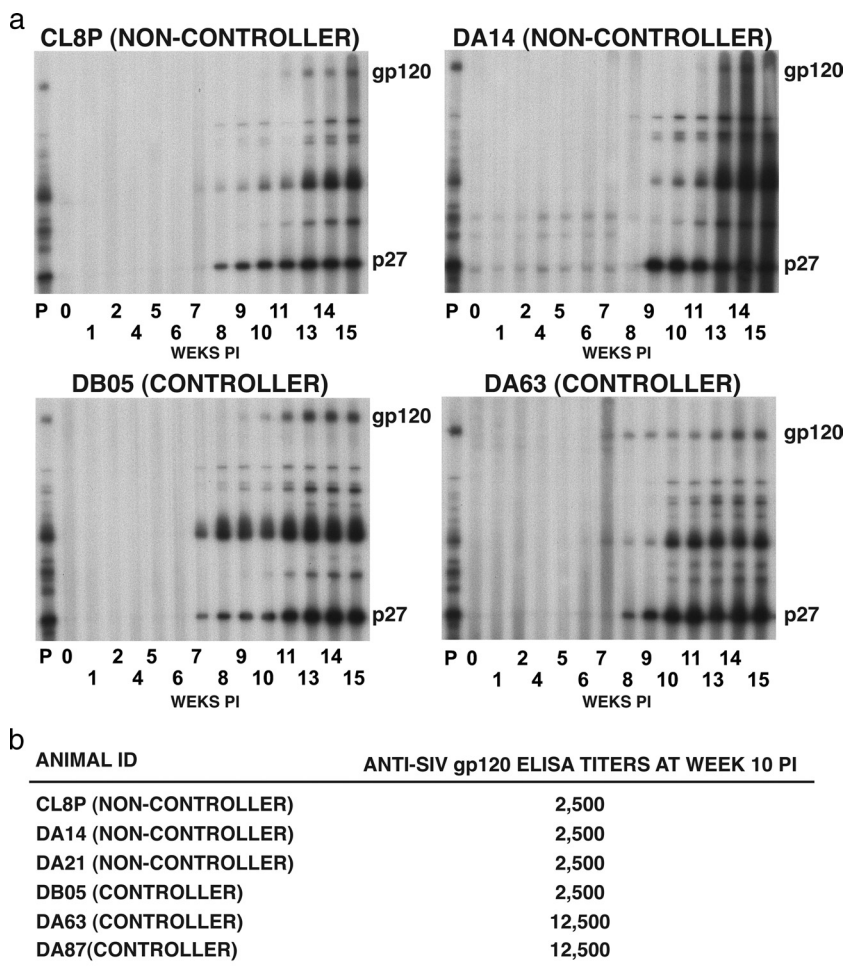 a
CL8P (NON-CONTROLLER)
gp120
p27
P 0 2 5 7 9 11 14
1 4 6 8 10 13 15
WEKS PI
DA14 (NON-CONTROLLER)
gp120
p27
P 0 2 5 7 9 11 14
1 4 6 8 10 13 15
WEKS PI
DB05 (CONTROLLER)
gp120
p27
P 0 2 5 7 9 11 14
1 4 6 8 10 13 15
WEKS PI
DA63 (CONTROLLER)
gp120
p27
P 0 2 5 7 9 11 14
1 4 6 8 10 13 15
WEKS PI
b
ANIMAL ID ANTI-SIV gp120 ELISA TITERS AT WEEK 10 PI
CL8P (NON-CONTROLLER) 2,500
DA14 (NON-CONTROLLER) 2,500
DA21 (NON-CONTROLLER) 2,500
DB05 (CONTROLLER) 2,500
DA63 (CONTROLLER) 12,500
DA87(CONTROLLER) 12,500